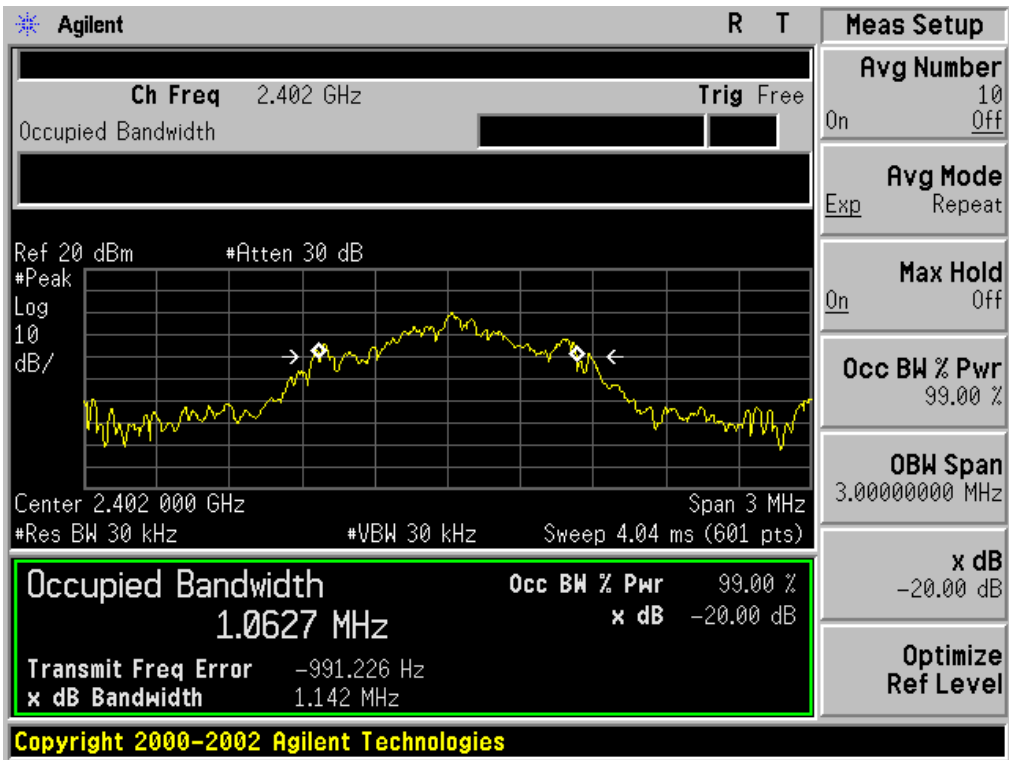 Agilent R T
Ch Freq 2.402 GHz Trig Free
Occupied Bandwidth
Ref 20 dBm #Atten 30 dB
#Peak
Log
10
dB/
Center 2.402 000 GHz Span 3 MHz
#Res BW 30 kHz #VBW 30 kHz Sweep 4.04 ms (601 pts)
Occupied Bandwidth Occ BW % Pwr 99.00 %
1.0627 MHz x dB -20.00 dB
Transmit Freq Error -991.226 Hz
x dB Bandwidth 1.142 MHz
Copyright 2000-2002 Agilent Technologies
Meas Setup
Avg Number
10
On Off
Avg Mode
Exp Repeat
Max Hold
On Off
Occ BW % Pwr
99.00 %
OBW Span
3.00000000 MHz
x dB
-20.00 dB
Optimize
Ref Level